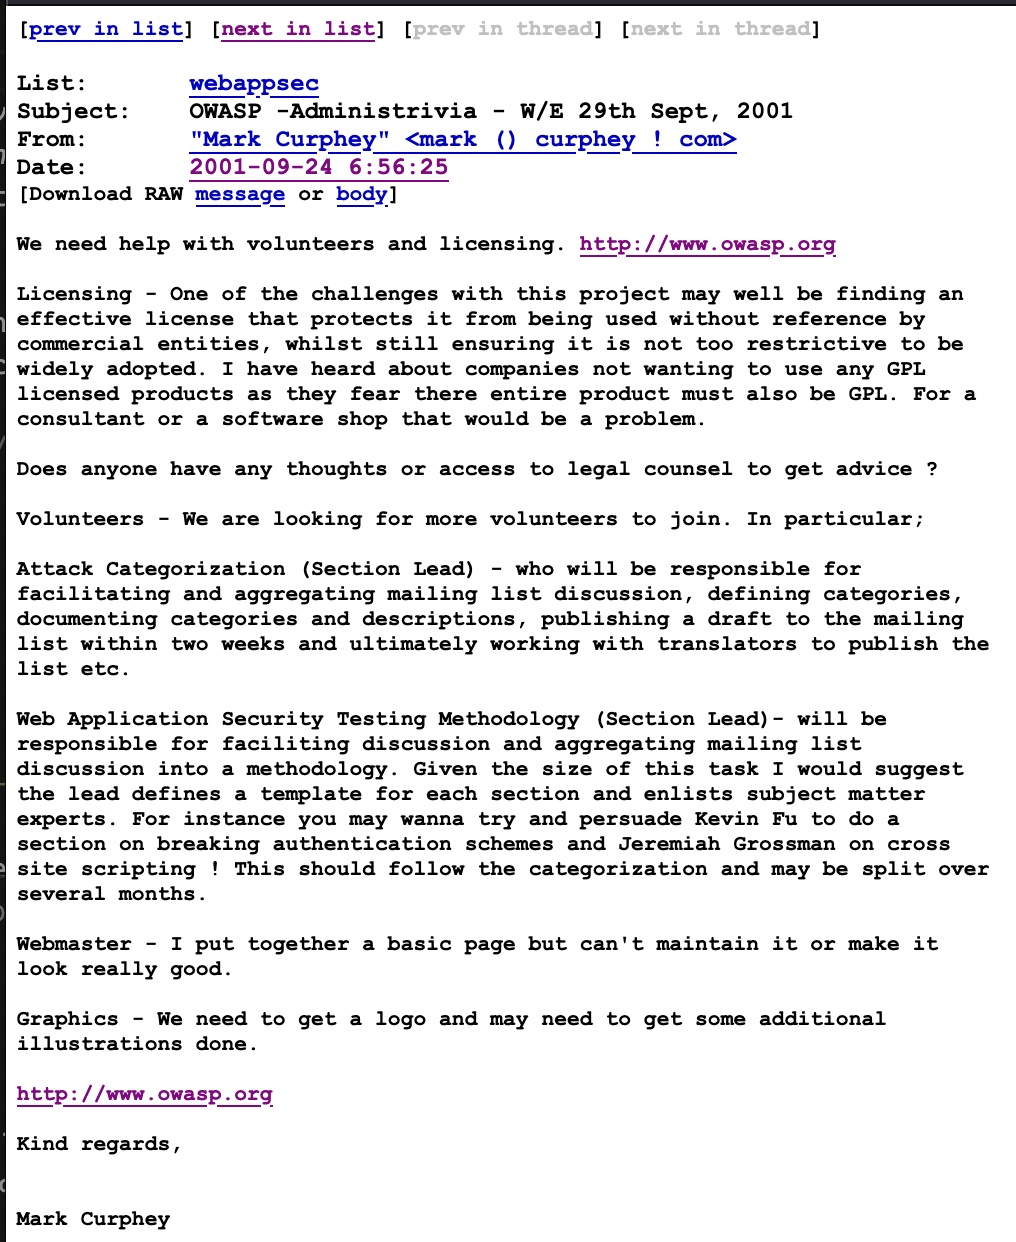 [prev in list] [next in list] [prev in thread] [next in thread]
List: webappsec
Subject: OWASP -Administrivia - W/E 29th Sept, 2001
From: "Mark Curphey" <mark () curphey ! com>
Date: 2001-09-24 6:56:25
[Download RAW message or body]
We need help with volunteers and licensing. http://www.owasp.org
Licensing - One of the challenges with this project may well be finding an
effective license that protects it from being used without reference by
commercial entities, whilst still ensuring it is not too restrictive to be
widely adopted. I have heard about companies not wanting to use any GPL
licensed products as they fear there entire product must also be GPL. For a
consultant or a software shop that would be a problem.
Does anyone have any thoughts or access to legal counsel to get advice ?
Volunteers - We are looking for more volunteers to join. In particular;
Attack Categorization (Section Lead) - who will be responsible for
facilitating and aggregating mailing list discussion, defining categories,
documenting categories and descriptions, publishing a draft to the mailing
list within two weeks and ultimately working with translators to publish the
list etc.
Web Application Security Testing Methodology (Section Lead)- will be
responsible for faciliting discussion and aggregating mailing list
discussion into a methodology. Given the size of this task I would suggest
the lead defines a template for each section and enlists subject matter
experts. For instance you may wanna try and persuade Kevin Fu to do a
section on breaking authentication schemes and Jeremiah Grossman on cross
site scripting ! This should follow the categorization and may be split over
several months.
Webmaster - I put together a basic page but can't maintain it or make it
look really good.
Graphics - We need to get a logo and may need to get some additional
illustrations done.
http://www.owasp.org
Kind regards,
Mark Curphey